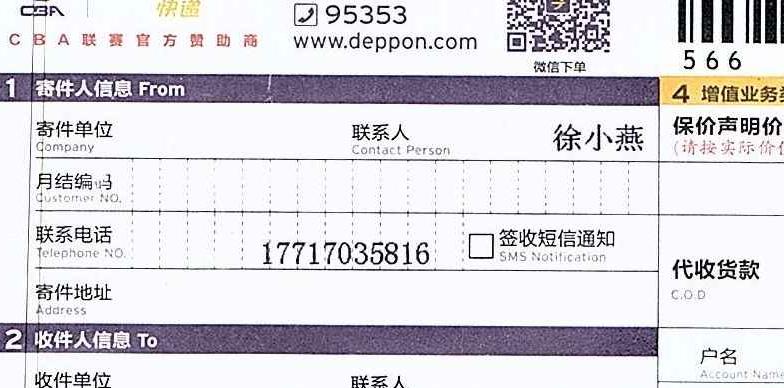 CBA 快递 95353
CBA联赛官方赞助商 www.deppon.com
微信下单
566
1 寄件人信息 From
4 增值业务
寄件单位 联系人 徐小燕
Company Contact Person
保价声明价
(请按实际价
月结编码
Customer NO.
联系电话 17717035816 签收短信通知
Telephone NO. SMS Notification
代收货款
C.O.D
寄件地址
Address
2 收件人信息 To
户名
Account Name
收件单位 联系人